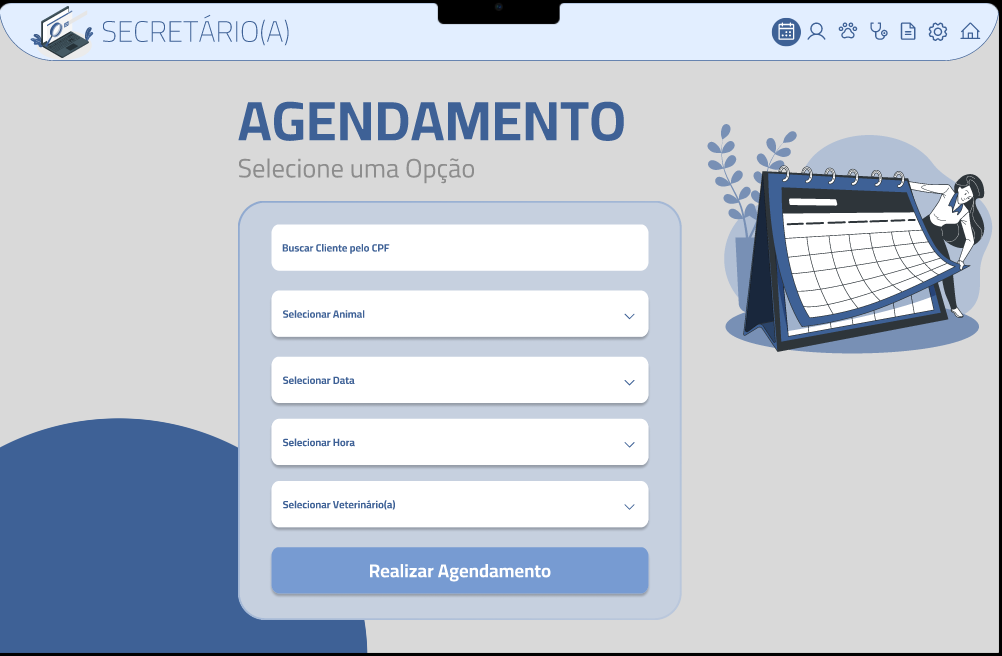 SECRETÁRIO(A)
AGENDAMENTO
Selecione uma Opção
Buscar Cliente pelo CPF
Selecionar Animal
Selecionar Data
Selecionar Hora
Selecionar Veterinário(a)
Realizar Agendamento